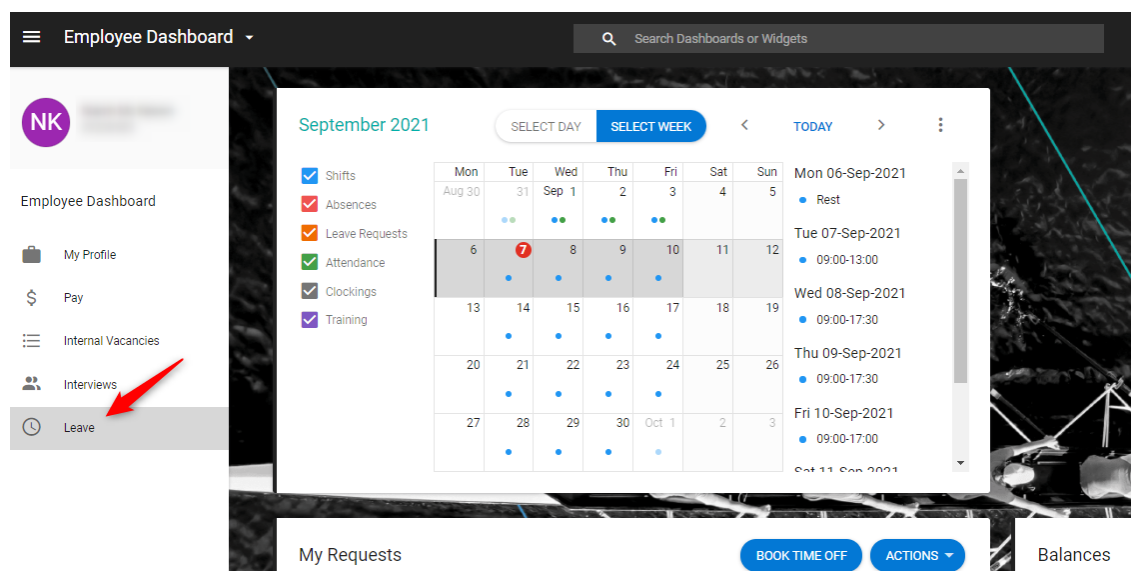 Employee Dashboard
Search Dashboards or Widgets
NK
Employee Dashboard
My Profile
Pay
Internal Vacancies
Interviews
Leave
September 2021
SELECT DAY
SELECT WEEK
TODAY
Shifts
Absences
Leave Requests
Attendance
Clockings
Training
Mon Tue Wed Thu Fri Sat Sun
Aug 30 31 Sep 1 2 3 4 5
6 7 8 9 10 11 12
13 14 15 16 17 18 19
20 21 22 23 24 25 26
27 28 29 30 Oct 1 2 3
Mon 06-Sep-2021
Rest
Tue 07-Sep-2021
09:00-13:00
Wed 08-Sep-2021
09:00-17:30
Thu 09-Sep-2021
09:00-17:30
Fri 10-Sep-2021
09:00-17:00
Sat 11-Sep-2021
My Requests
BOOK TIME OFF
ACTIONS
Balances